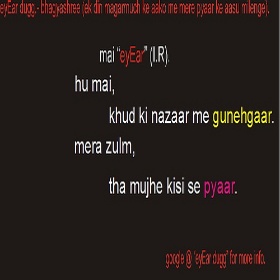 eyEar dugg.- bhagyashree (ek din magarmuch ke aako me mere pyaar ke aasu milenge).
mai "eyEar" (I.R).
hu mai,
khud ki nazaar me gunehgaar.
mera zulm,
tha mujhe kisi se pyaar.
google @ "eyEar dugg" for more info.